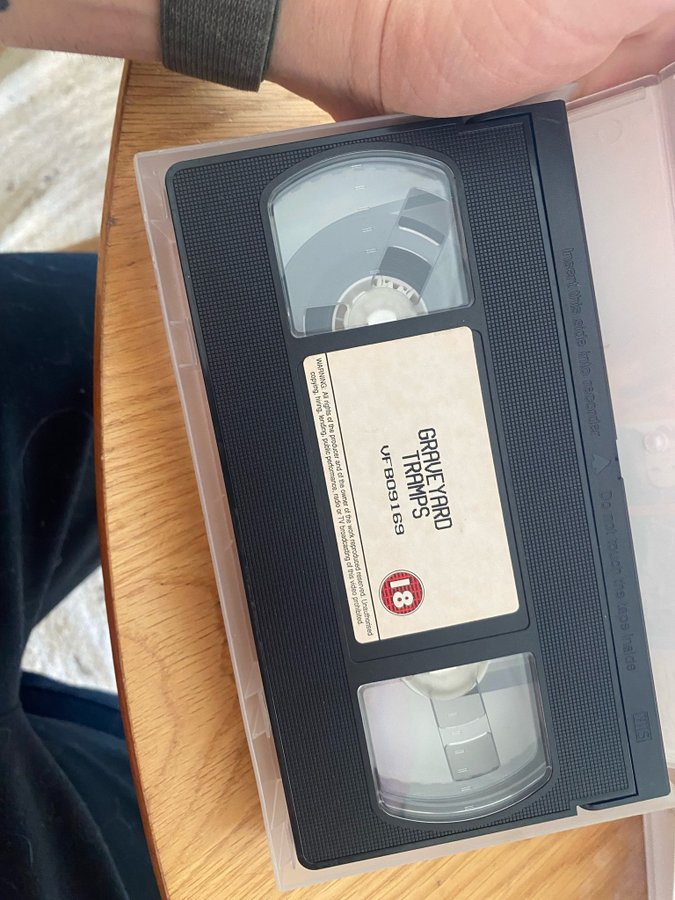 GRAVEYARD
TRAMPS
VFB09169
18
WARNING: All rights of the producer and of the owner of the work reproduced reserved. Unauthorised
copying, hiring, lending, public performance, radio or TV broadcasting of this video prohibited.
Insert this side into recorder
Do not touch the tape inside
VHS